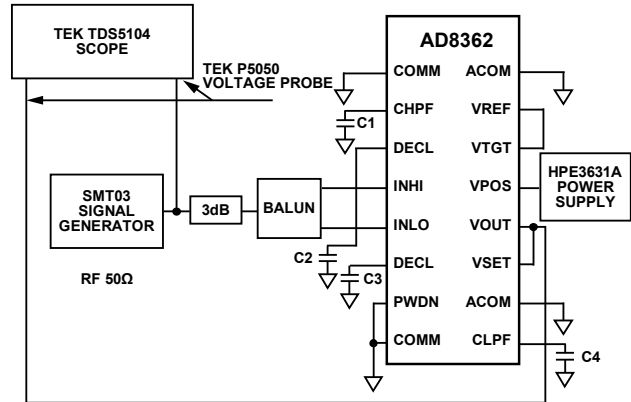 TEK TDS5104
SCOPE
TEK P5050
VOLTAGE PROBE
SMT03
SIGNAL
GENERATOR
3dB
BALUN
RF 50Ω
C1
C2
C3
AD8362
COMM ACOM
CHPF VREF
DECL VTGT
INHI VPOS
INLO VOUT
DECL VSET
PWDN ACOM
COMM CLPF
HPE3631A
POWER
SUPPLY
C4